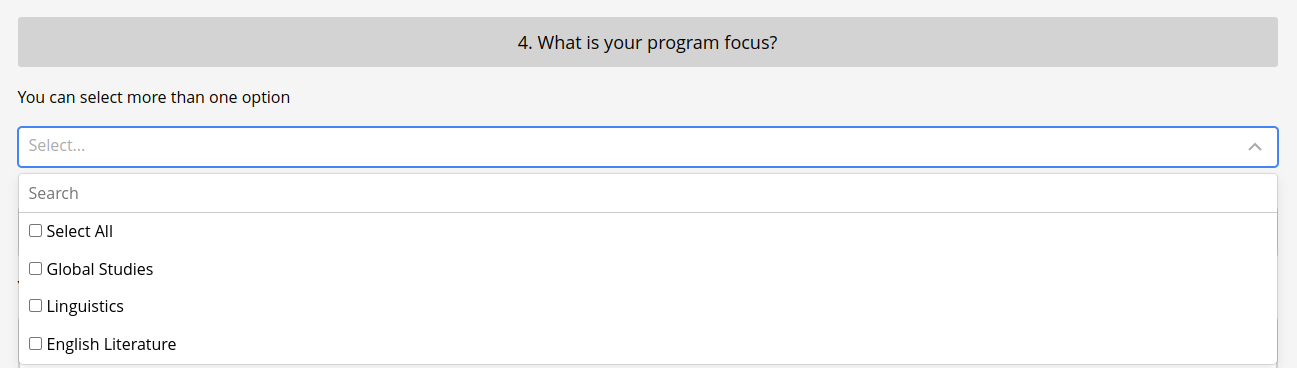 4. What is your program focus?
You can select more than one option
Select...
Search
Select All
Global Studies
Linguistics
English Literature